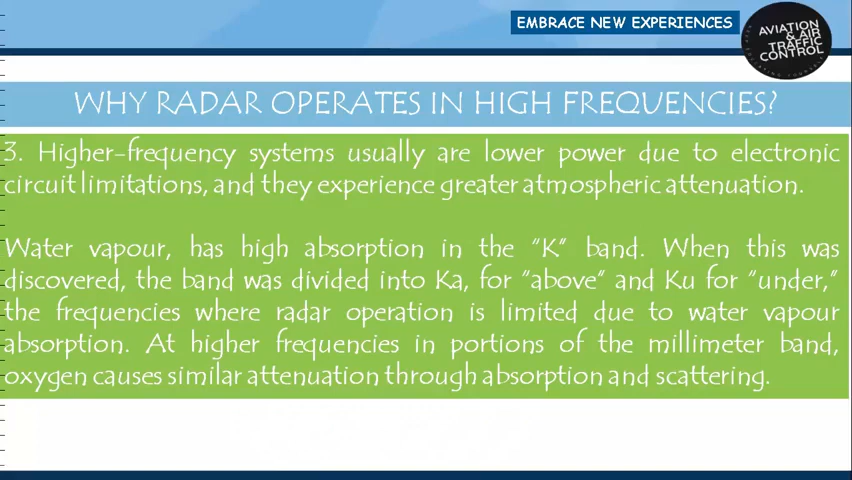 EMBRACE NEW EXPERIENCES
AVIATION
& AIR
TRAFFIC
CONTROL
WHY RADAR OPERATES IN HIGH FREQUENCIES?
3. Higher-frequency systems usually are lower power due to electronic
circuit limitations, and they experience greater atmospheric attenuation.
Water vapour, has high absorption in the “K” band. When this was
discovered, the band was divided into Ka, for “above” and Ku for “under,”
the frequencies where radar operation is limited due to water vapour
absorption. At higher frequencies in portions of the millimeter band,
oxygen causes similar attenuation through absorption and scattering.